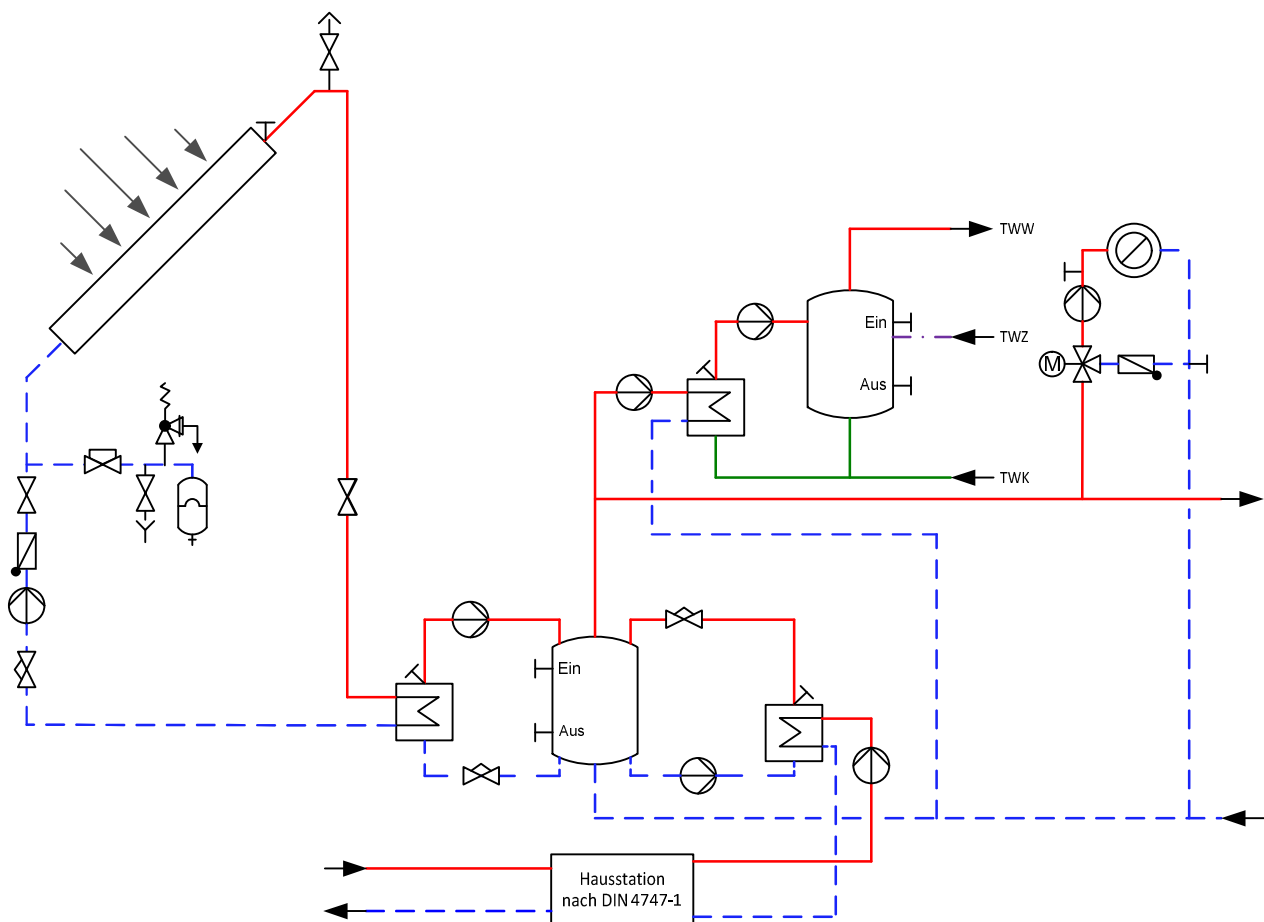 TWW
Ein
TWZ
M
Aus
TWK
Ein
Aus
Hausstation
nach DIN 4747-1